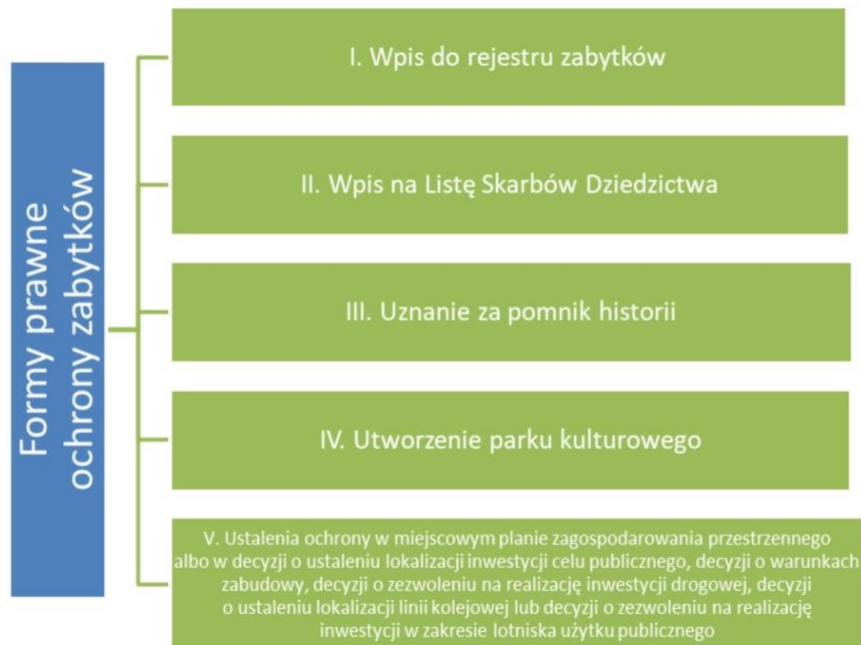 Formy prawne
ochrony zabytków
I. Wpis do rejestru zabytków
II. Wpis na Listę Skarbów Dziedzictwa
III. Uznanie za pomnik historii
IV. Utworzenie parku kulturowego
V. Ustalenia ochrony w miejscowym planie zagospodarowania przestrzennego
albo w decyzji o ustaleniu lokalizacji inwestycji celu publicznego, decyzji o warunkach
zabudowy, decyzji o zezwoleniu na realizację inwestycji drogowej, decyzji
o ustaleniu lokalizacji linii kolejowej lub decyzji o zezwoleniu na realizację
inwestycji w zakresie lotniska użytku publicznego